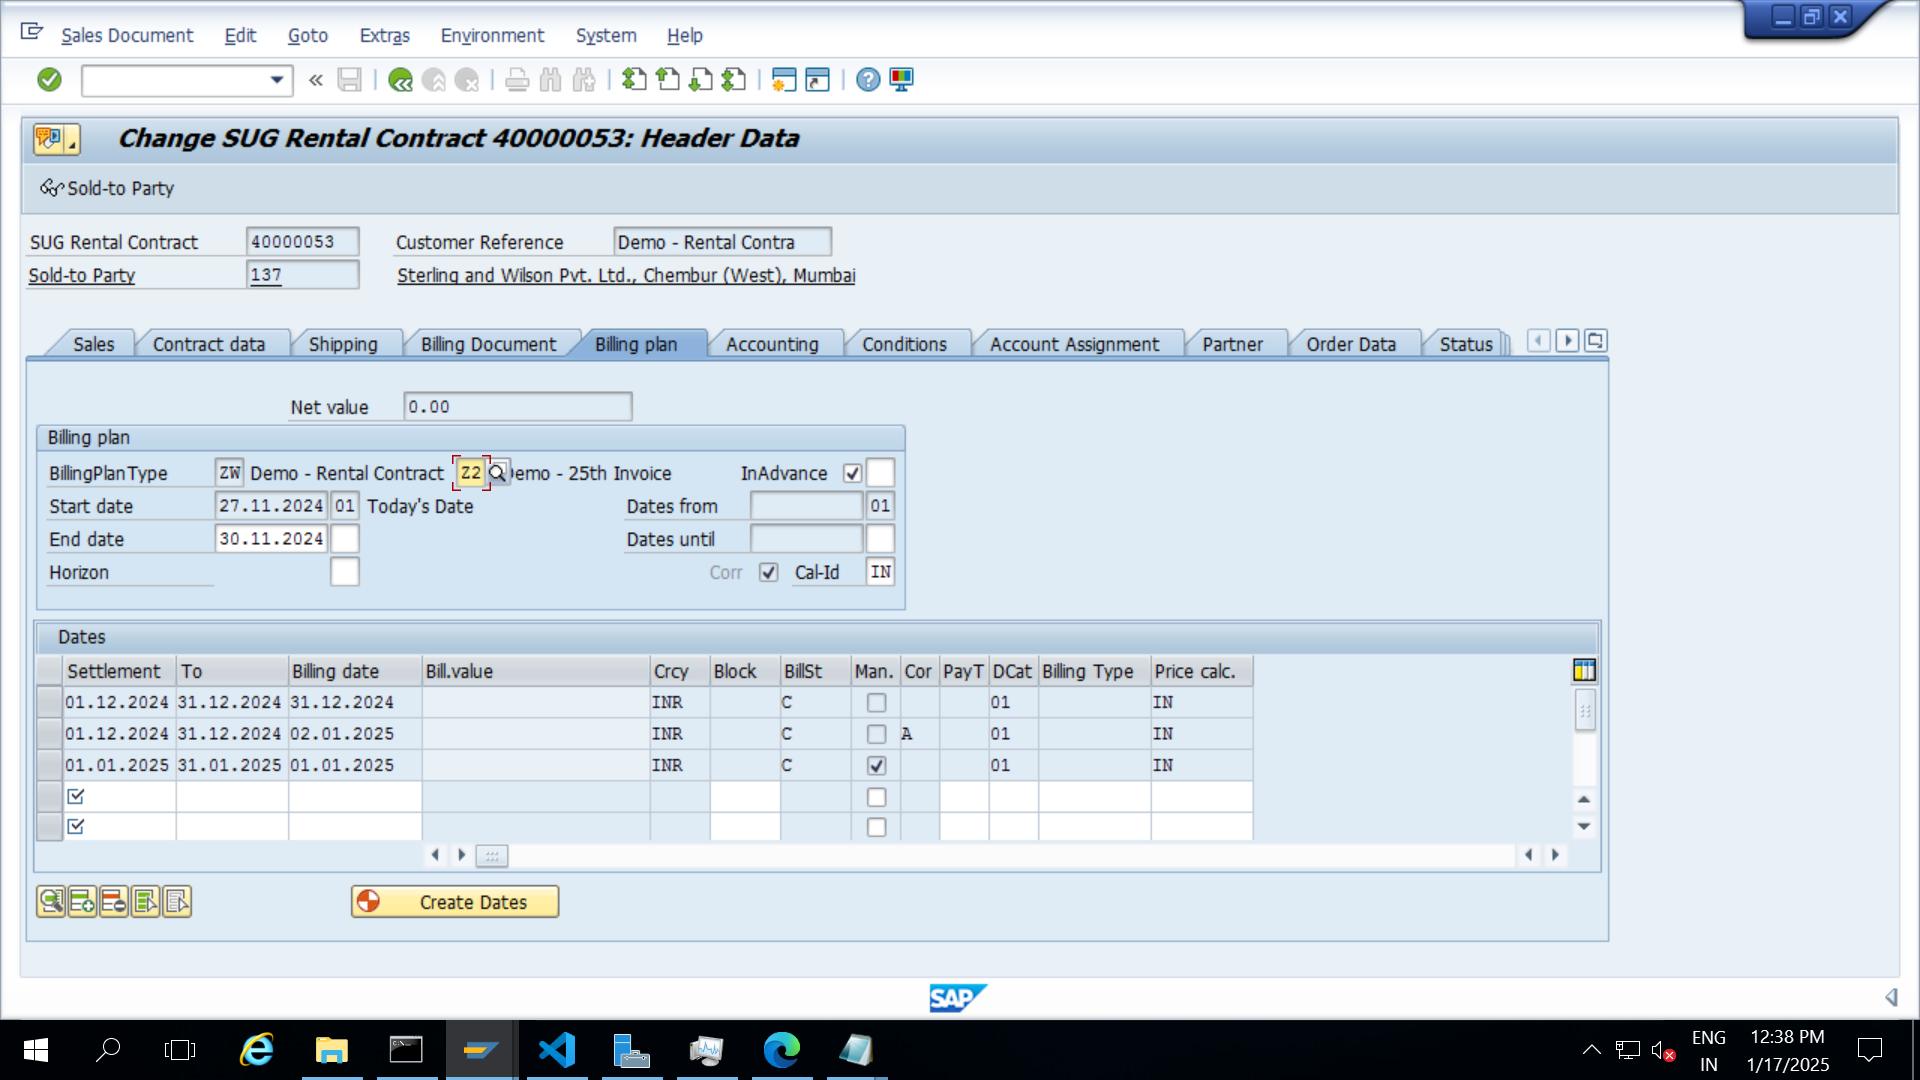 Sales Document Edit Goto Extras Environment System Help
Change SUG Rental Contract 40000053: Header Data
Sold-to Party
SUG Rental Contract 40000053 Customer Reference Demo - Rental Contra
Sold-to Party 137 Sterling and Wilson Pvt. Ltd., Chembur (West), Mumbai
Sales Contract data Shipping Billing Document Billing plan Accounting Conditions Account Assignment Partner Order Data Status
Net value 0.00
Billing plan
BillingPlanType ZW Demo - Rental Contract Z2 emo - 25th Invoice InAdvance
Start date 27.11.2024 01 Today's Date Dates from 01
End date 30.11.2024 Dates until
Horizon Corr Cal-Id IN
Dates
Settlement To Billing date Bill.value Crcy Block BillSt Man. Cor PayT DCat Billing Type Price calc.
01.12.2024 31.12.2024 31.12.2024 INR C 01 IN
01.12.2024 31.12.2024 02.01.2025 INR C A 01 IN
01.01.2025 31.01.2025 01.01.2025 INR C 01 IN
Create Dates
SAP
ENG 12:38 PM
IN 1/17/2025